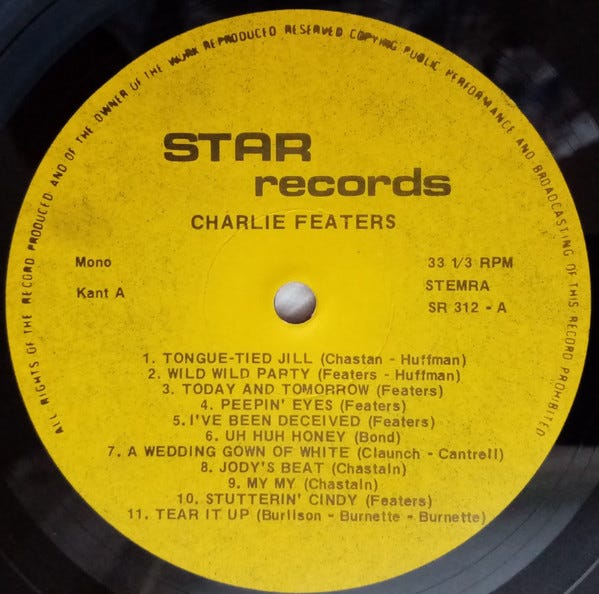 ALL RIGHTS OF THE RECORD PRODUCED AND OF THE OWNER OF THE WORK REPRODUCED RESERVED COPYING PUBLIC PERFORMANCE AND BROADCASTING OF THIS RECORD PROHIBITED
STAR
records
CHARLIE FEATERS
Mono
Kant A
33 1/3 RPM
STEMRA
SR 312 - A
1. TONGUE-TIED JILL (Chastan - Huffman)
2. WILD WILD PARTY (Featers - Huffman)
3. TODAY AND TOMORROW (Featers)
4. PEEPIN' EYES (Featers)
5. I'VE BEEN DECEIVED (Featers)
6. UH HUH HONEY (Bond)
7. A WEDDING GOWN OF WHITE (Claunch - Cantrell)
8. JODY'S BEAT (Chastain)
9. MY MY (Chastain)
10. STUTTERIN' CINDY (Featers)
11. TEAR IT UP (Burlison - Burnette - Burnette)